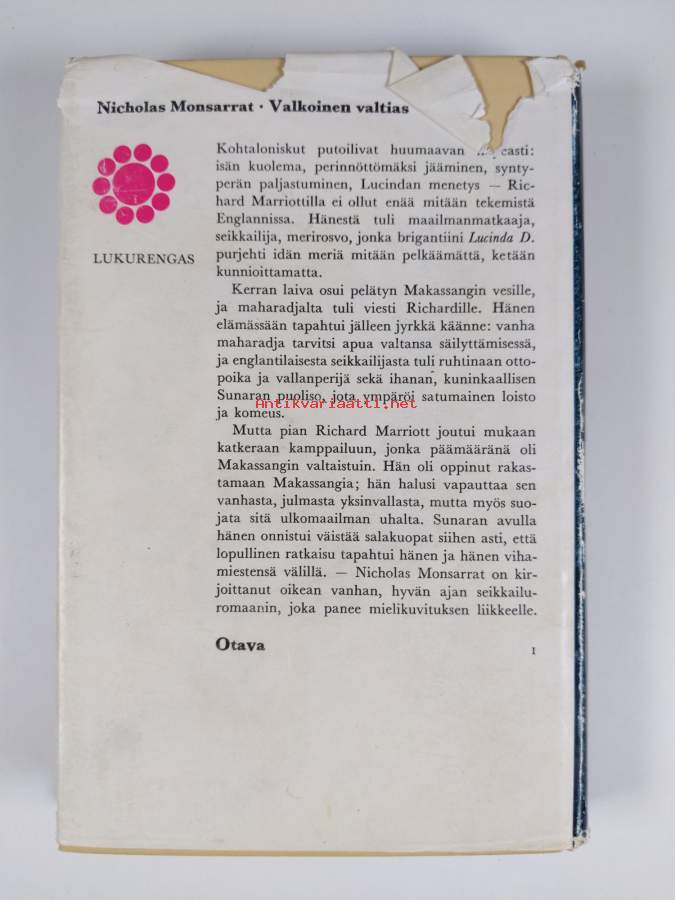 Nicholas Monsarrat · Valkoinen valtias
LUKURENGAS
Kohtaloniskut putoilivat huumaavan
isän kuolema, perinnöttömäksi jääminen, synty-
perän paljastuminen, Lucindan menetys — Ric-
hard Marriottilla ei ollut enää mitään tekemistä
Englannissa. Hänestä tuli maailmanmatkaaja,
seikkailija, merirosvo, jonka brigantiini Lucinda D.
purjehti idän meriä mitään pelkäämättä, ketään
kunnioittamatta.
Kerran laiva osui pelätyn Makassangin vesille,
ja maharadjalta tuli viesti Richardille. Hänen
elämässään tapahtui jälleen jyrkkä käänne: vanha
maharadja tarvitsi apua valtansa säilyttämisessä,
ja englantilaisesta seikkailijasta tuli ruhtinaan otto-
poika ja vallanperijä sekä ihanan, kuninkaallisen
Sunaran puoliso, jota ympäröi satumainen loisto
ja komeus.
Antikvariaatti.net
Mutta pian Richard Marriott joutui mukaan
katkeraan kamppailuun, jonka päämääränä oli
Makassangin valtaistuin. Hän oli oppinut rakas-
tamaan Makassangia; hän halusi vapauttaa sen
vanhasta, julmasta yksinvallasta, mutta myös suo-
jata sitä ulkomaailman uhalta. Sunaran avulla
hänen onnistui väistää salakuopat siihen asti, että
lopullinen ratkaisu tapahtui hänen ja hänen viha-
miestensä välillä. — Nicholas Monsarrat on kir-
joittanut oikean vanhan, hyvän ajan seikkailu-
romaanin, joka panee mielikuvituksen liikkeelle.
Otava
1